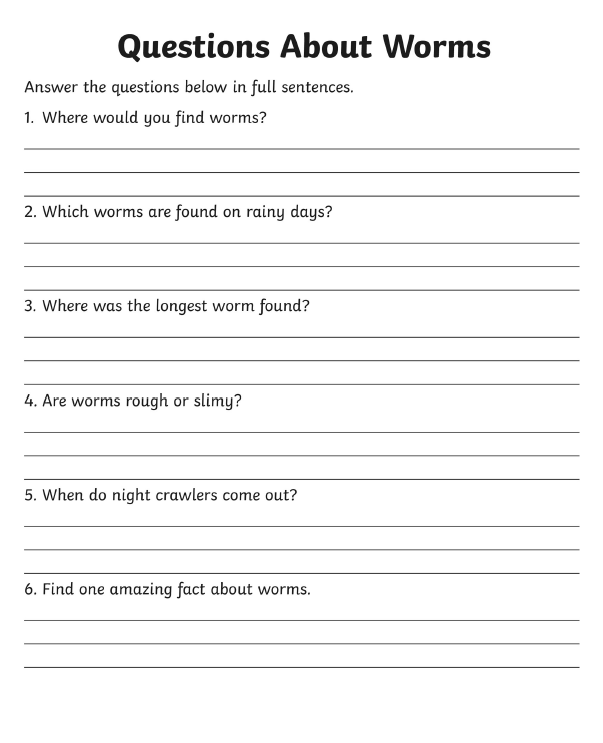 Questions About Worms
Answer the questions below in full sentences.
1. Where would you find worms?
2. Which worms are found on rainy days?
3. Where was the longest worm found?
4. Are worms rough or slimy?
5. When do night crawlers come out?
6. Find one amazing fact about worms.